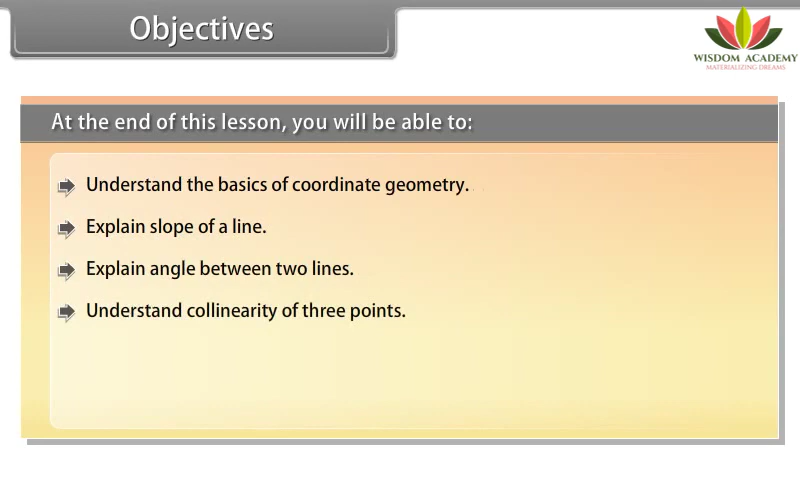 Objectives
WISDOM ACADEMY
MATERIALIZING DREAMS
At the end of this lesson, you will be able to:
Understand the basics of coordinate geometry.
Explain slope of a line.
Explain angle between two lines.
Understand collinearity of three points.